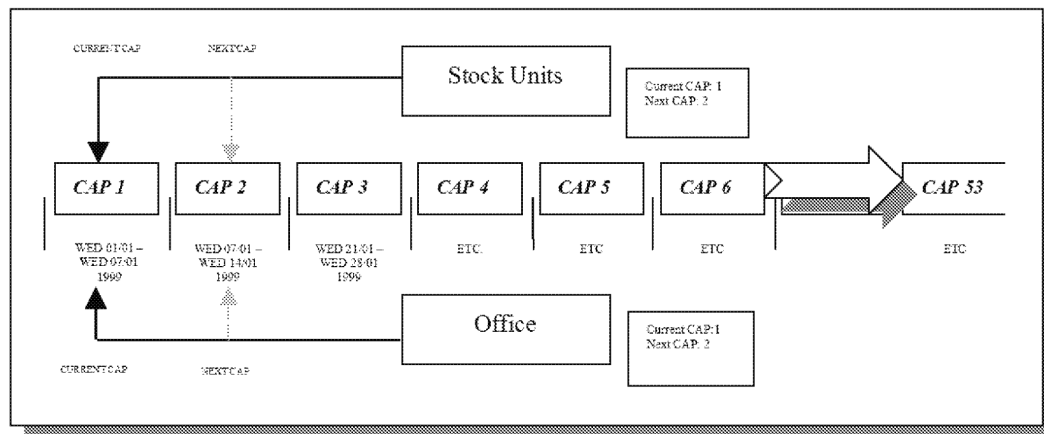 CURRENT CAP NEXT CAP
Stock Units
Current CAP: 1
Next CAP: 2
CAP 1 CAP 2 CAP 3 CAP 4 CAP 5 CAP 6 CAP 53
WED 01/01 – WED 07/01 – WED 21/01 – ETC. ETC ETC ETC
WED 07/01 WED 14/01 WED 28/01
1999 1999 1999
Office
Current CAP:1
Next CAP: 2
CURRENT CAP NEXT CAP